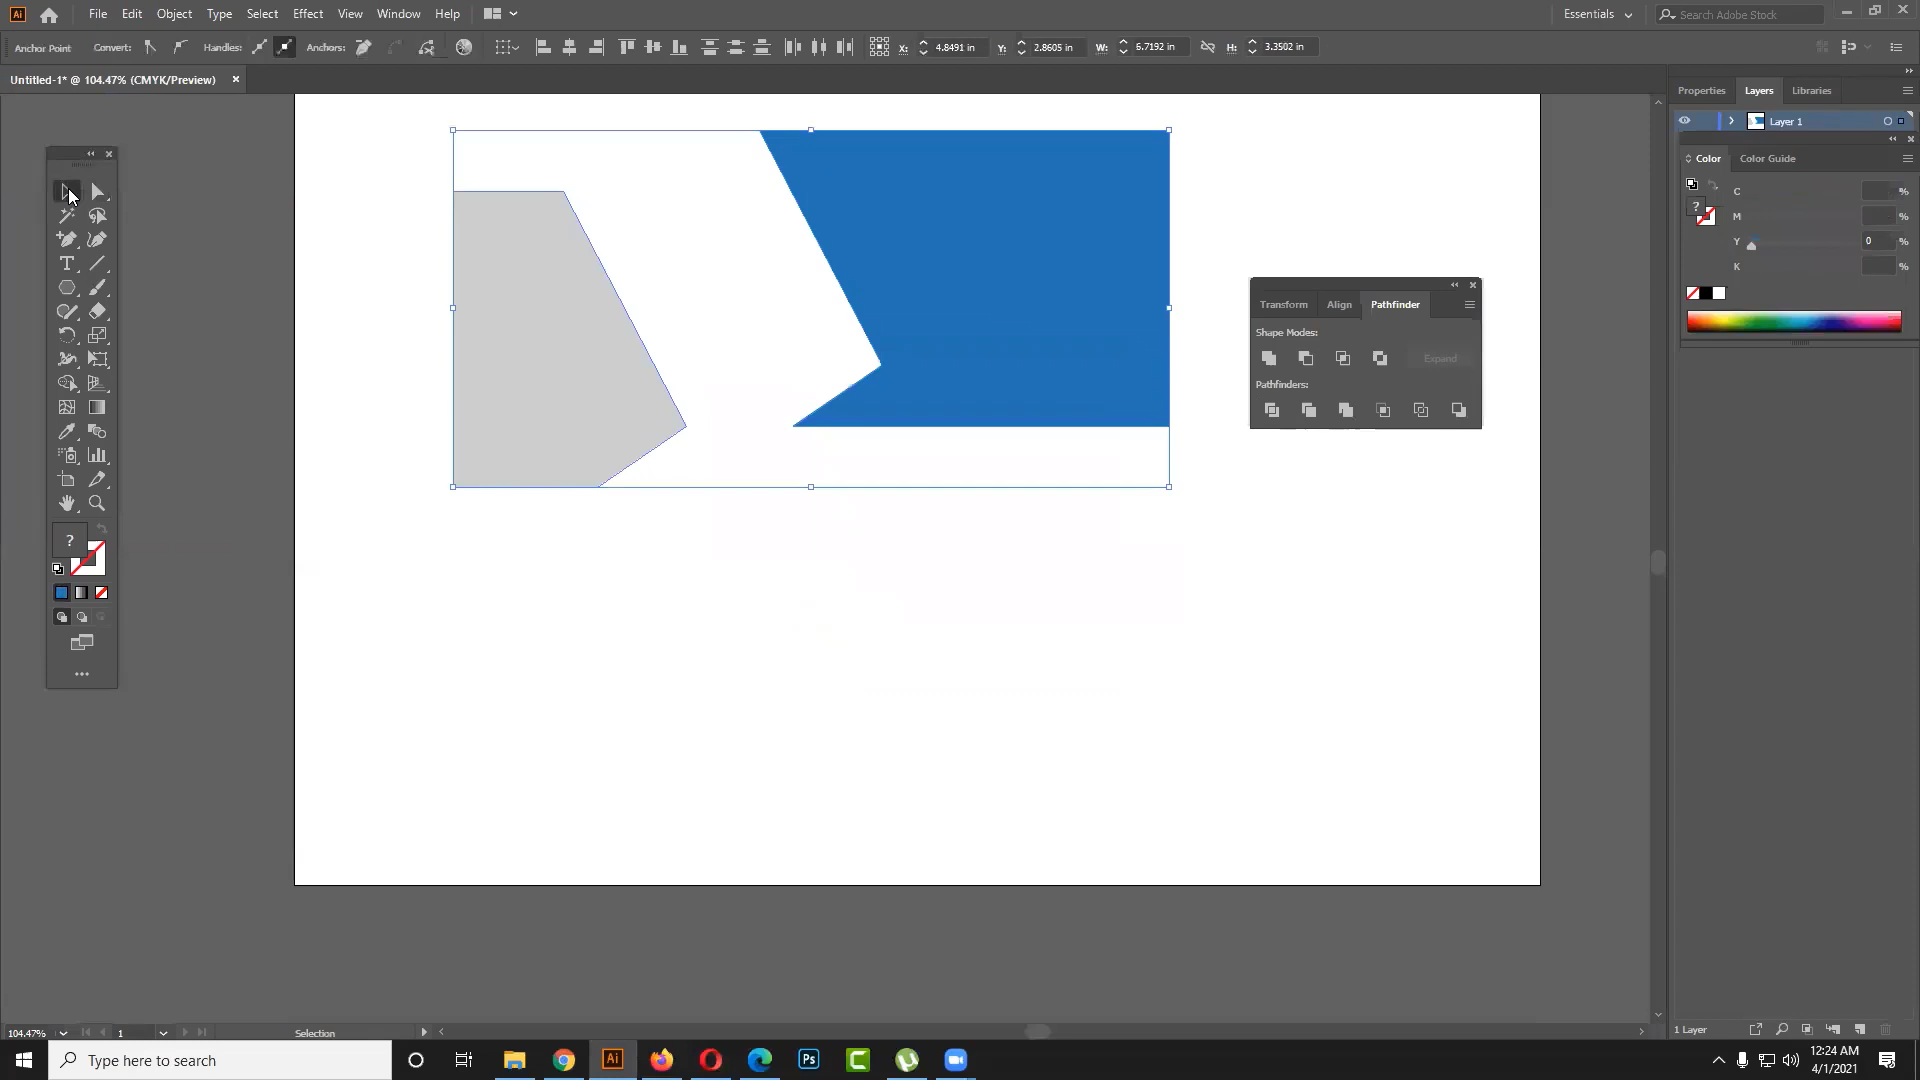 Ai File Edit Object Type Select Effect View Window Help Essentials Search Adobe Stock
Anchor Point Convert: Handles: Anchors: X: 4.8491 in Y: 2.8605 in W: 6.7192 in H: 3.3502 in
Untitled-1* @ 104.47% (CMYK/Preview)
Properties Layers Libraries
Layer 1
Color Color Guide
C %
M %
Y 0 %
K %
?
Transform Align Pathfinder
Shape Modes:
Expand
Pathfinders:
T
?
104.47% 1 Selection
1 Layer
Type here to search
Ai
Ps
12:24 AM
4/1/2021